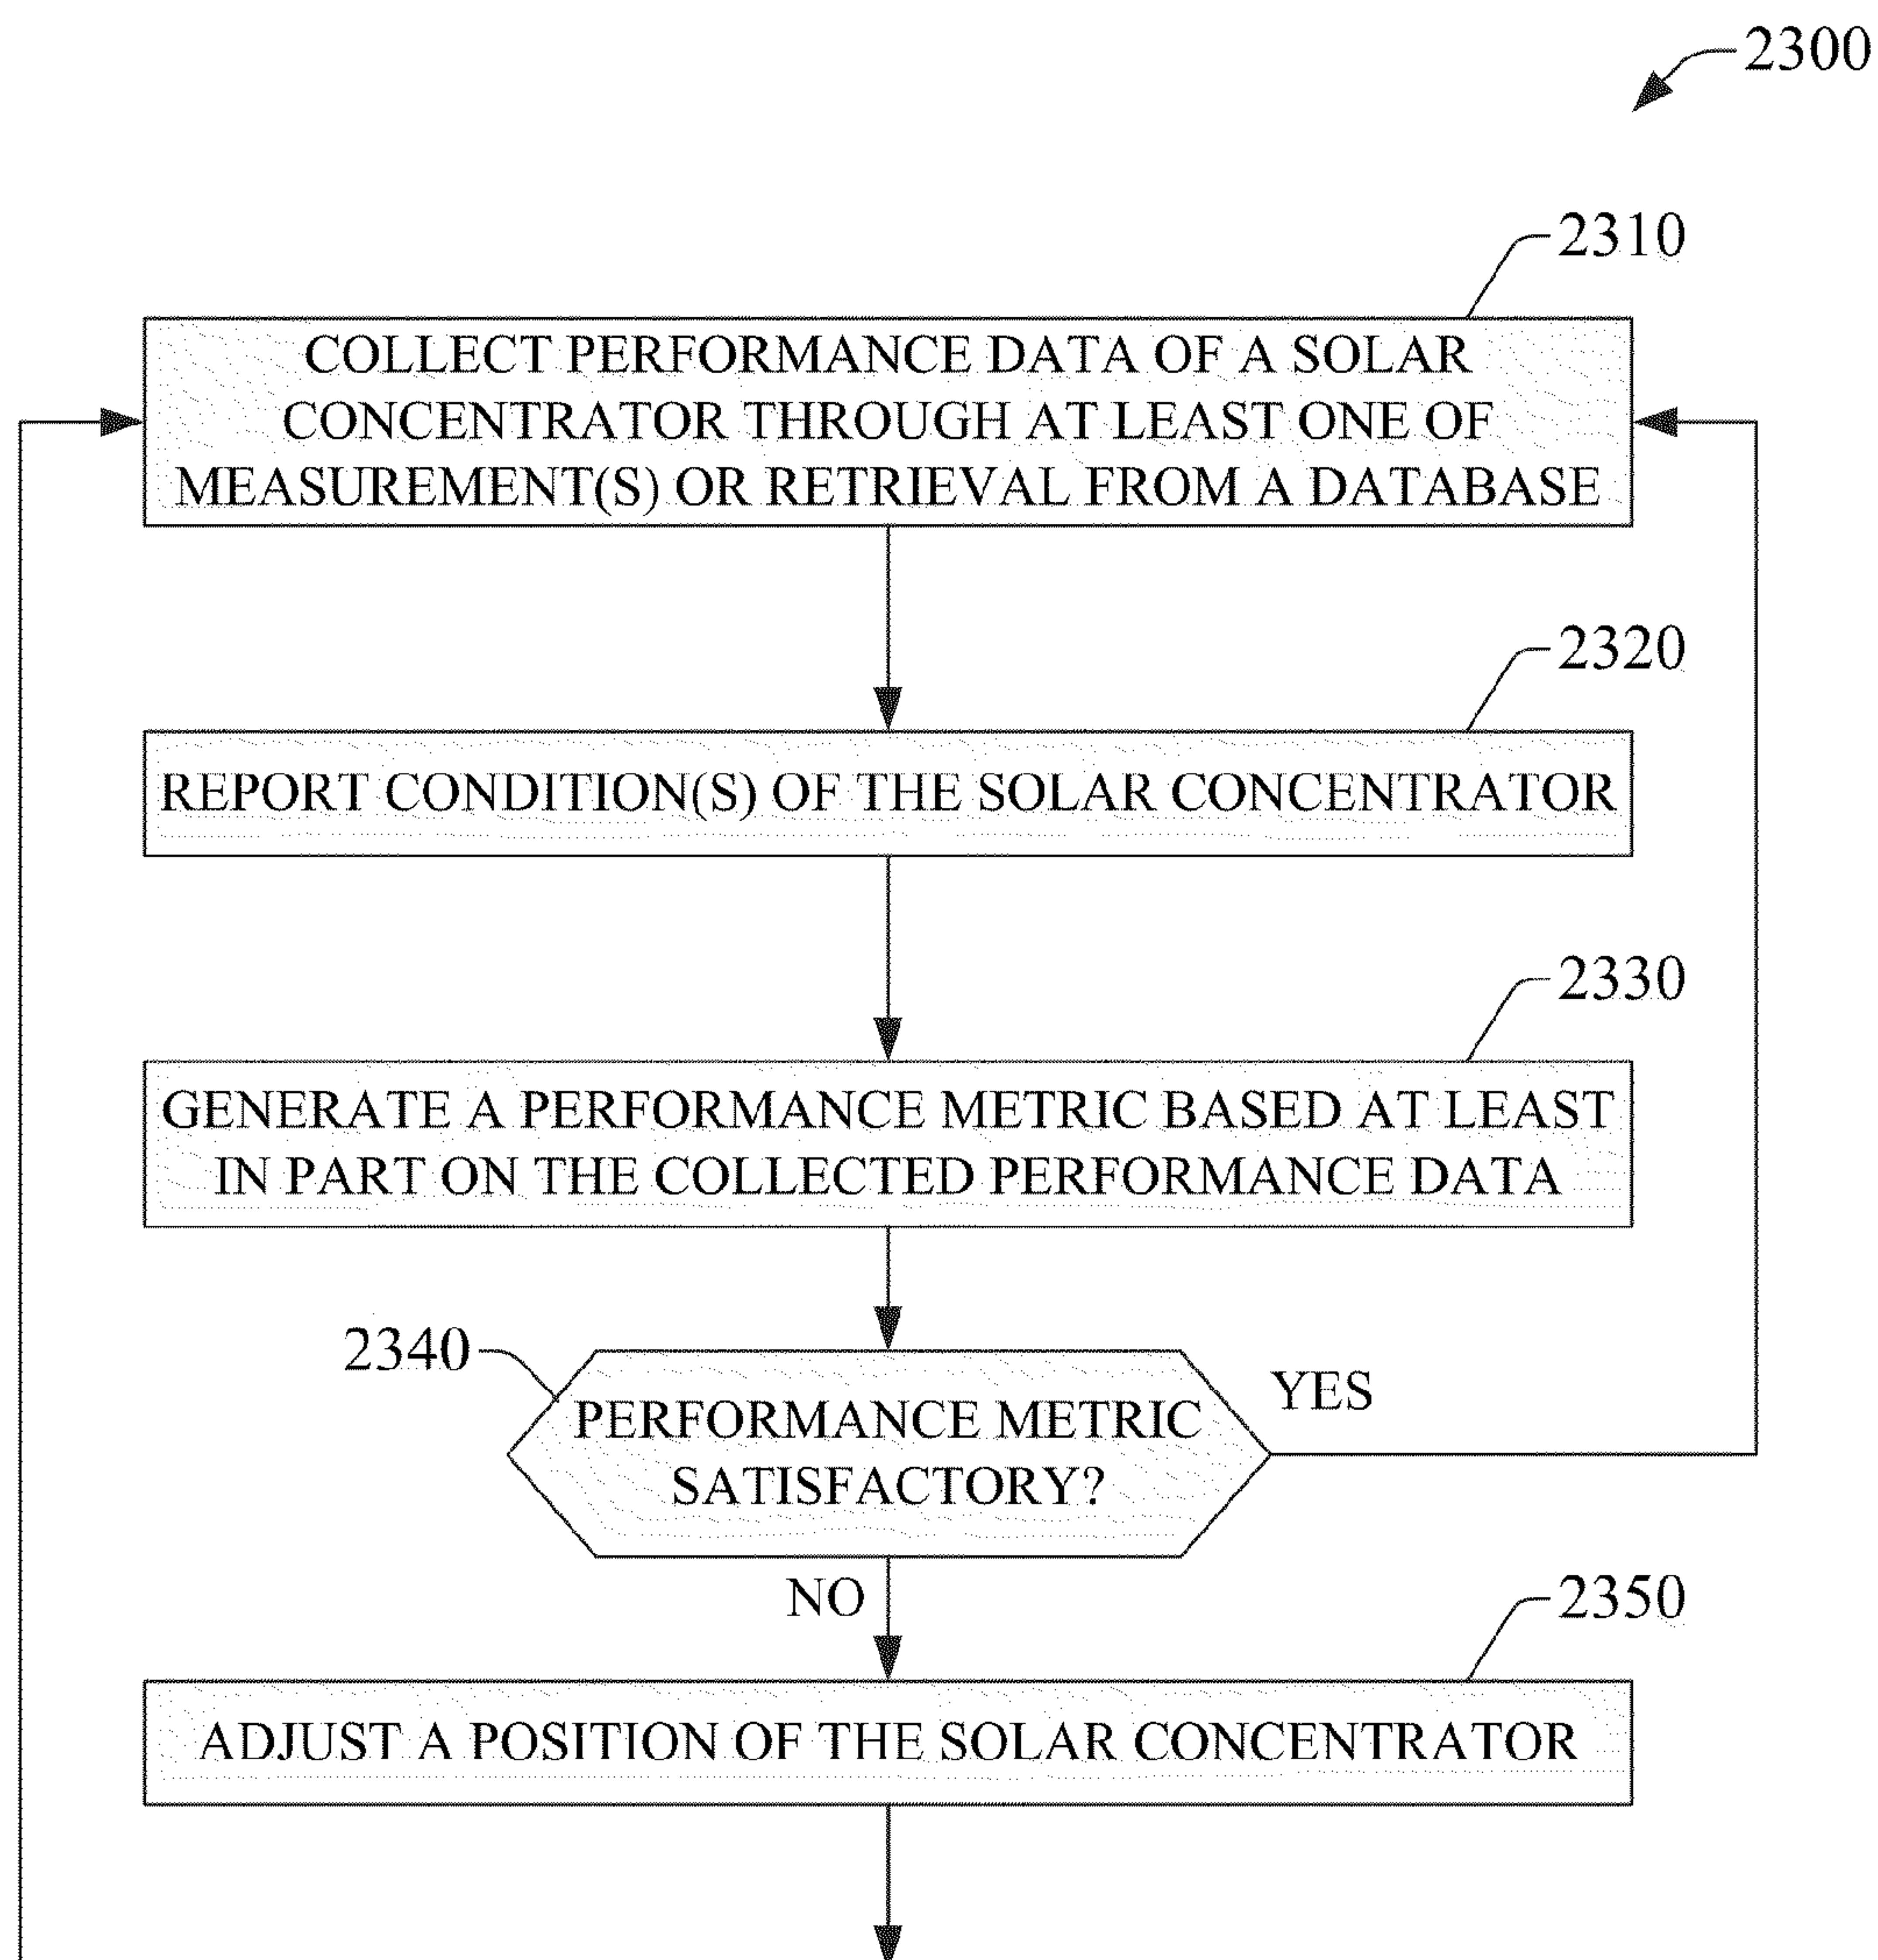 2300
2310
COLLECT PERFORMANCE DATA OF A SOLAR
CONCENTRATOR THROUGH AT LEAST ONE OF
MEASUREMENT(S) OR RETRIEVAL FROM A DATABASE
2320
REPORT CONDITION(S) OF THE SOLAR CONCENTRATOR
2330
GENERATE A PERFORMANCE METRIC BASED AT LEAST
IN PART ON THE COLLECTED PERFORMANCE DATA
2340
PERFORMANCE METRIC
SATISFACTORY?
YES
NO
2350
ADJUST A POSITION OF THE SOLAR CONCENTRATOR